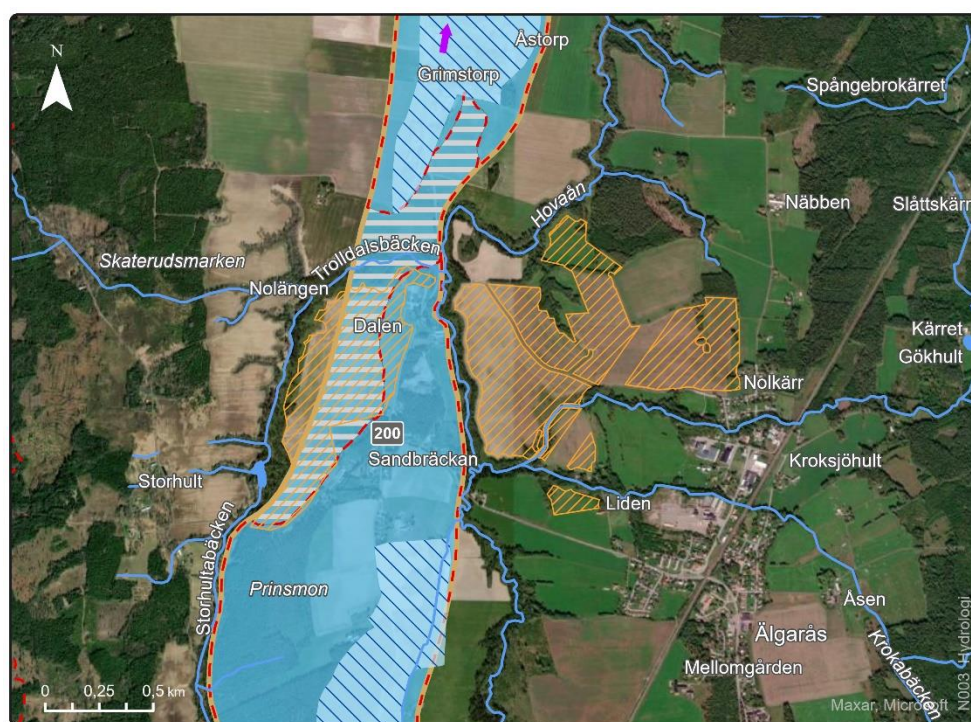 Åstorp
N
Grimstorp
Spångebrokärret
Hovaån
Näbben
Slåttskärr
Trolldalsbäcken
Skaterudsmarken
Nolängen
Dalen
Kärret
Gökhult
Nolkärr
200
Sandbräckan
Kroksjöhult
Storhult
Liden
Storhultabäcken
Prinsmon
Åsen
Älgarås
Mellomgården
Krokabäcken
0 0,25 0,5 km
Maxar, Microsoft
N003 Hydrologi